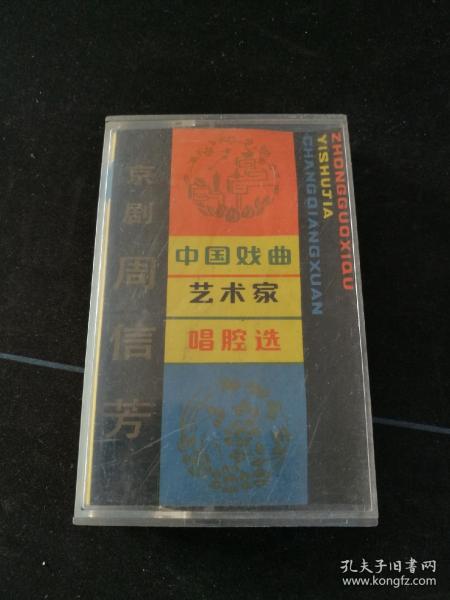 京剧 周信芳
中国戏曲
艺术家
唱腔选
ZHONGGUOXIQU
YISHUJIA
CHANGQIANGXUAN
孔夫子旧书网
www.kongfz.com